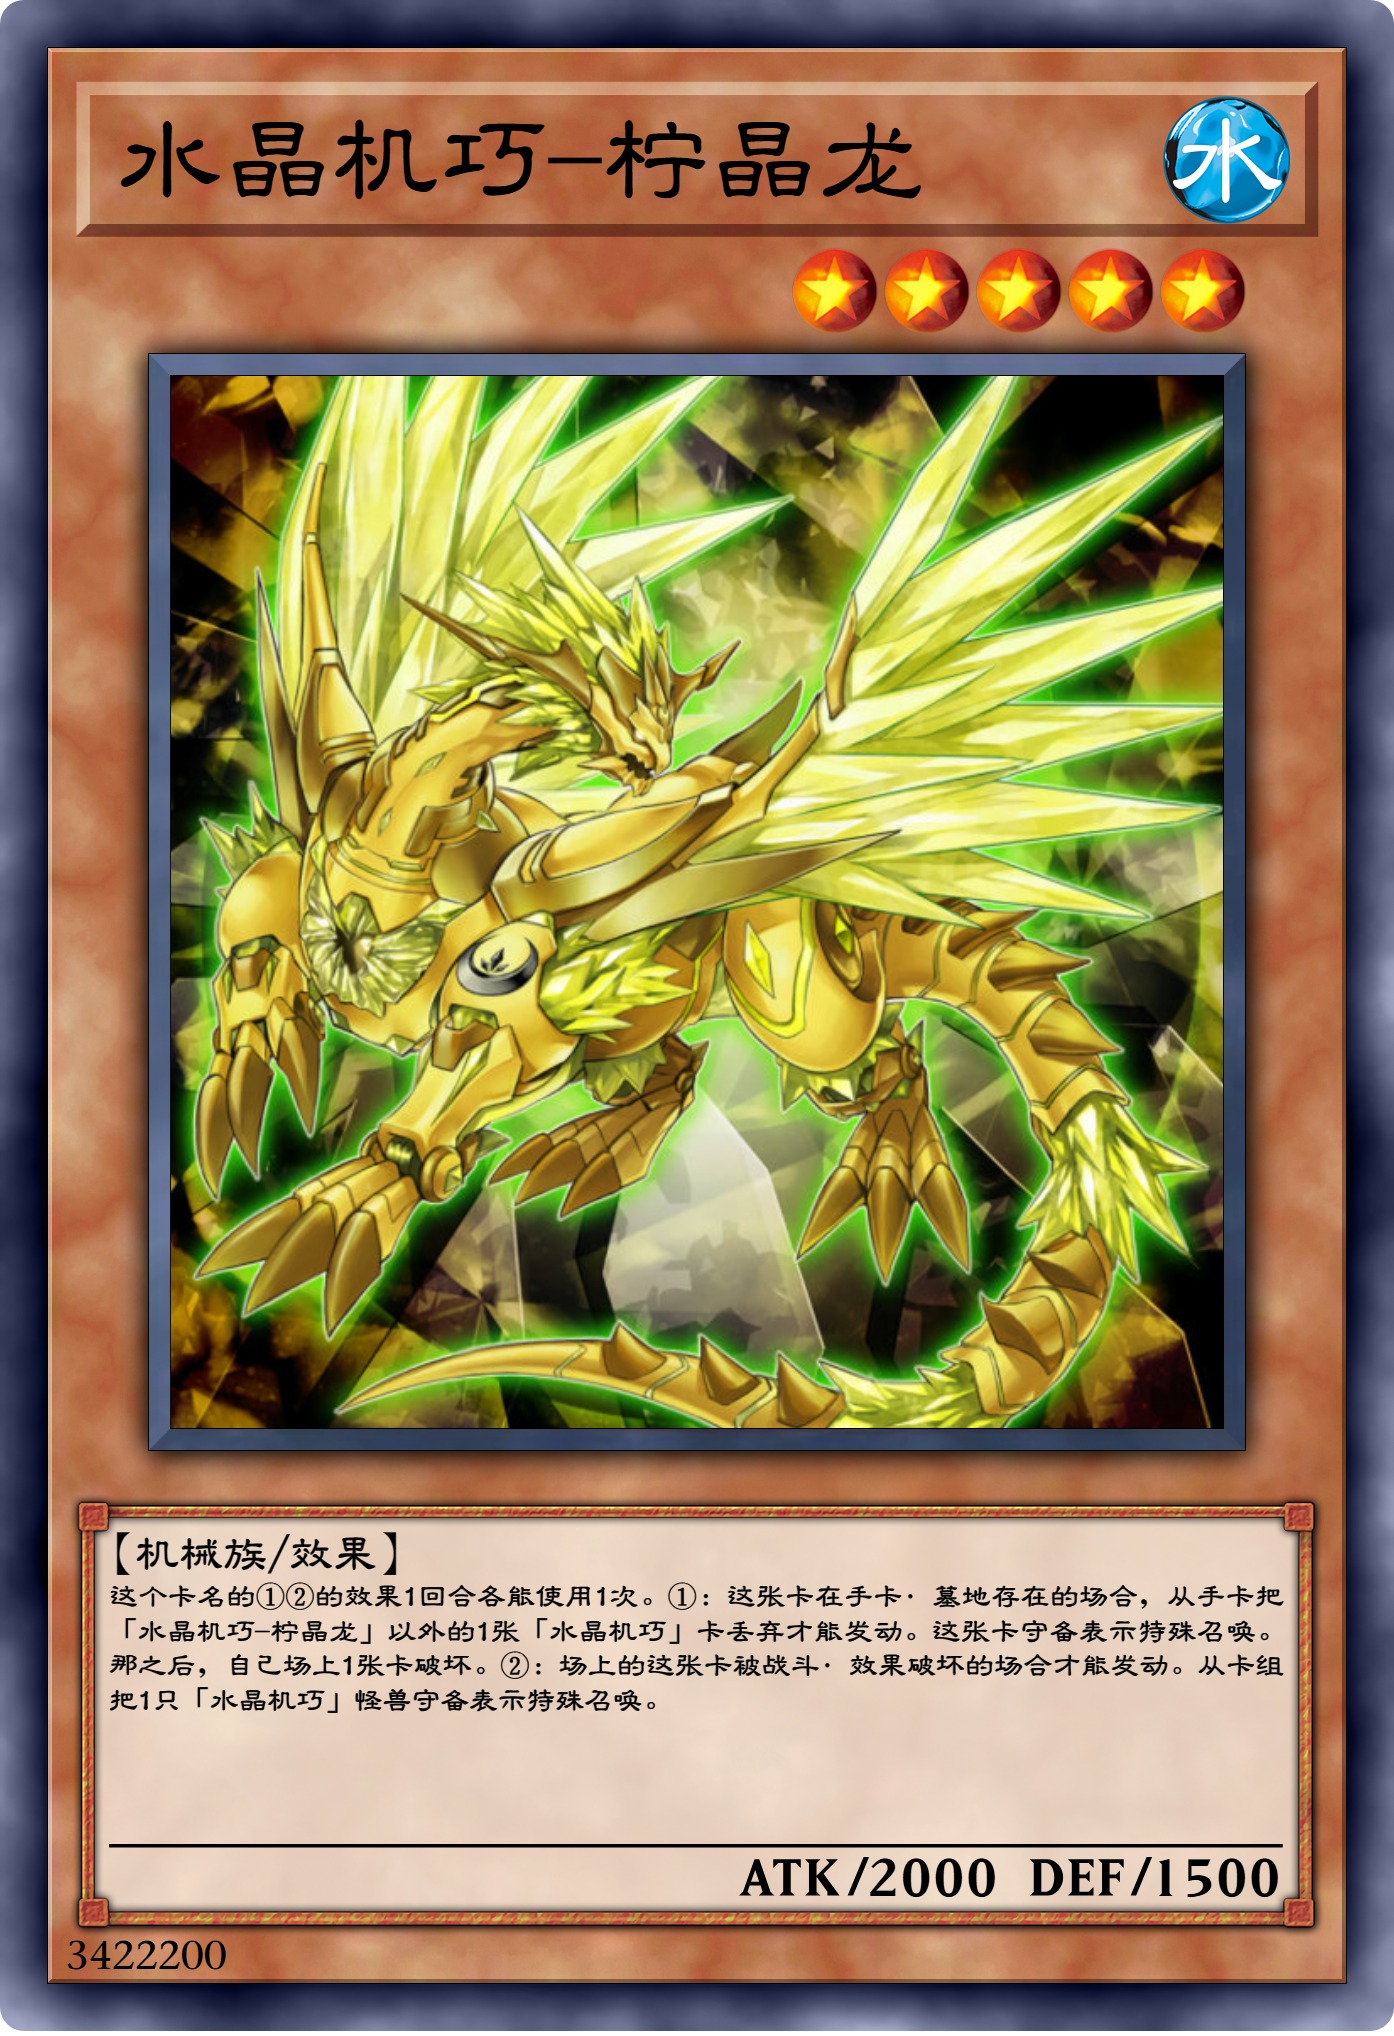 水晶机巧-柠晶龙
水
【机械族/效果】
这个卡名的①②的效果1回合各能使用1次。①：这张卡在手卡·墓地存在的场合，从手卡把
「水晶机巧-柠晶龙」以外的1张「水晶机巧」卡丢弃才能发动。这张卡守备表示特殊召唤。
那之后，自己场上1张卡破坏。②：场上的这张卡被战斗·效果破坏的场合才能发动。从卡组
把1只「水晶机巧」怪兽守备表示特殊召唤。
ATK/2000 DEF/1500
3422200